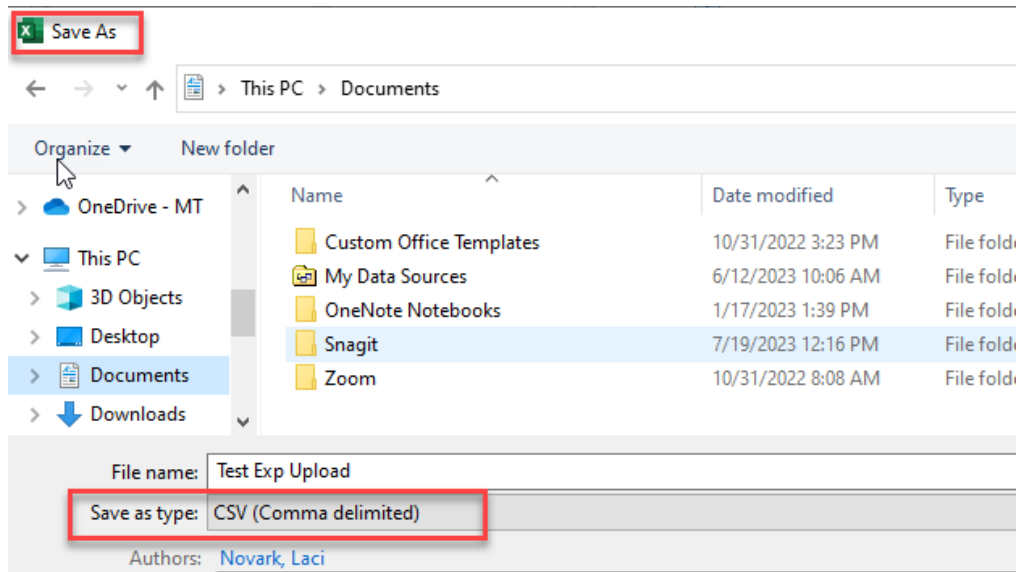 Save As
This PC > Documents
Organize New folder
Name Date modified Type
OneDrive - MT
This PC
3D Objects
Desktop
Documents
Downloads
Custom Office Templates 10/31/2022 3:23 PM File folde
My Data Sources 6/12/2023 10:06 AM File folde
OneNote Notebooks 1/17/2023 1:39 PM File folde
Snagit 7/19/2023 12:16 PM File folde
Zoom 10/31/2022 8:08 AM File folde
File name: Test Exp Upload
Save as type: CSV (Comma delimited)
Authors: Novark, Laci